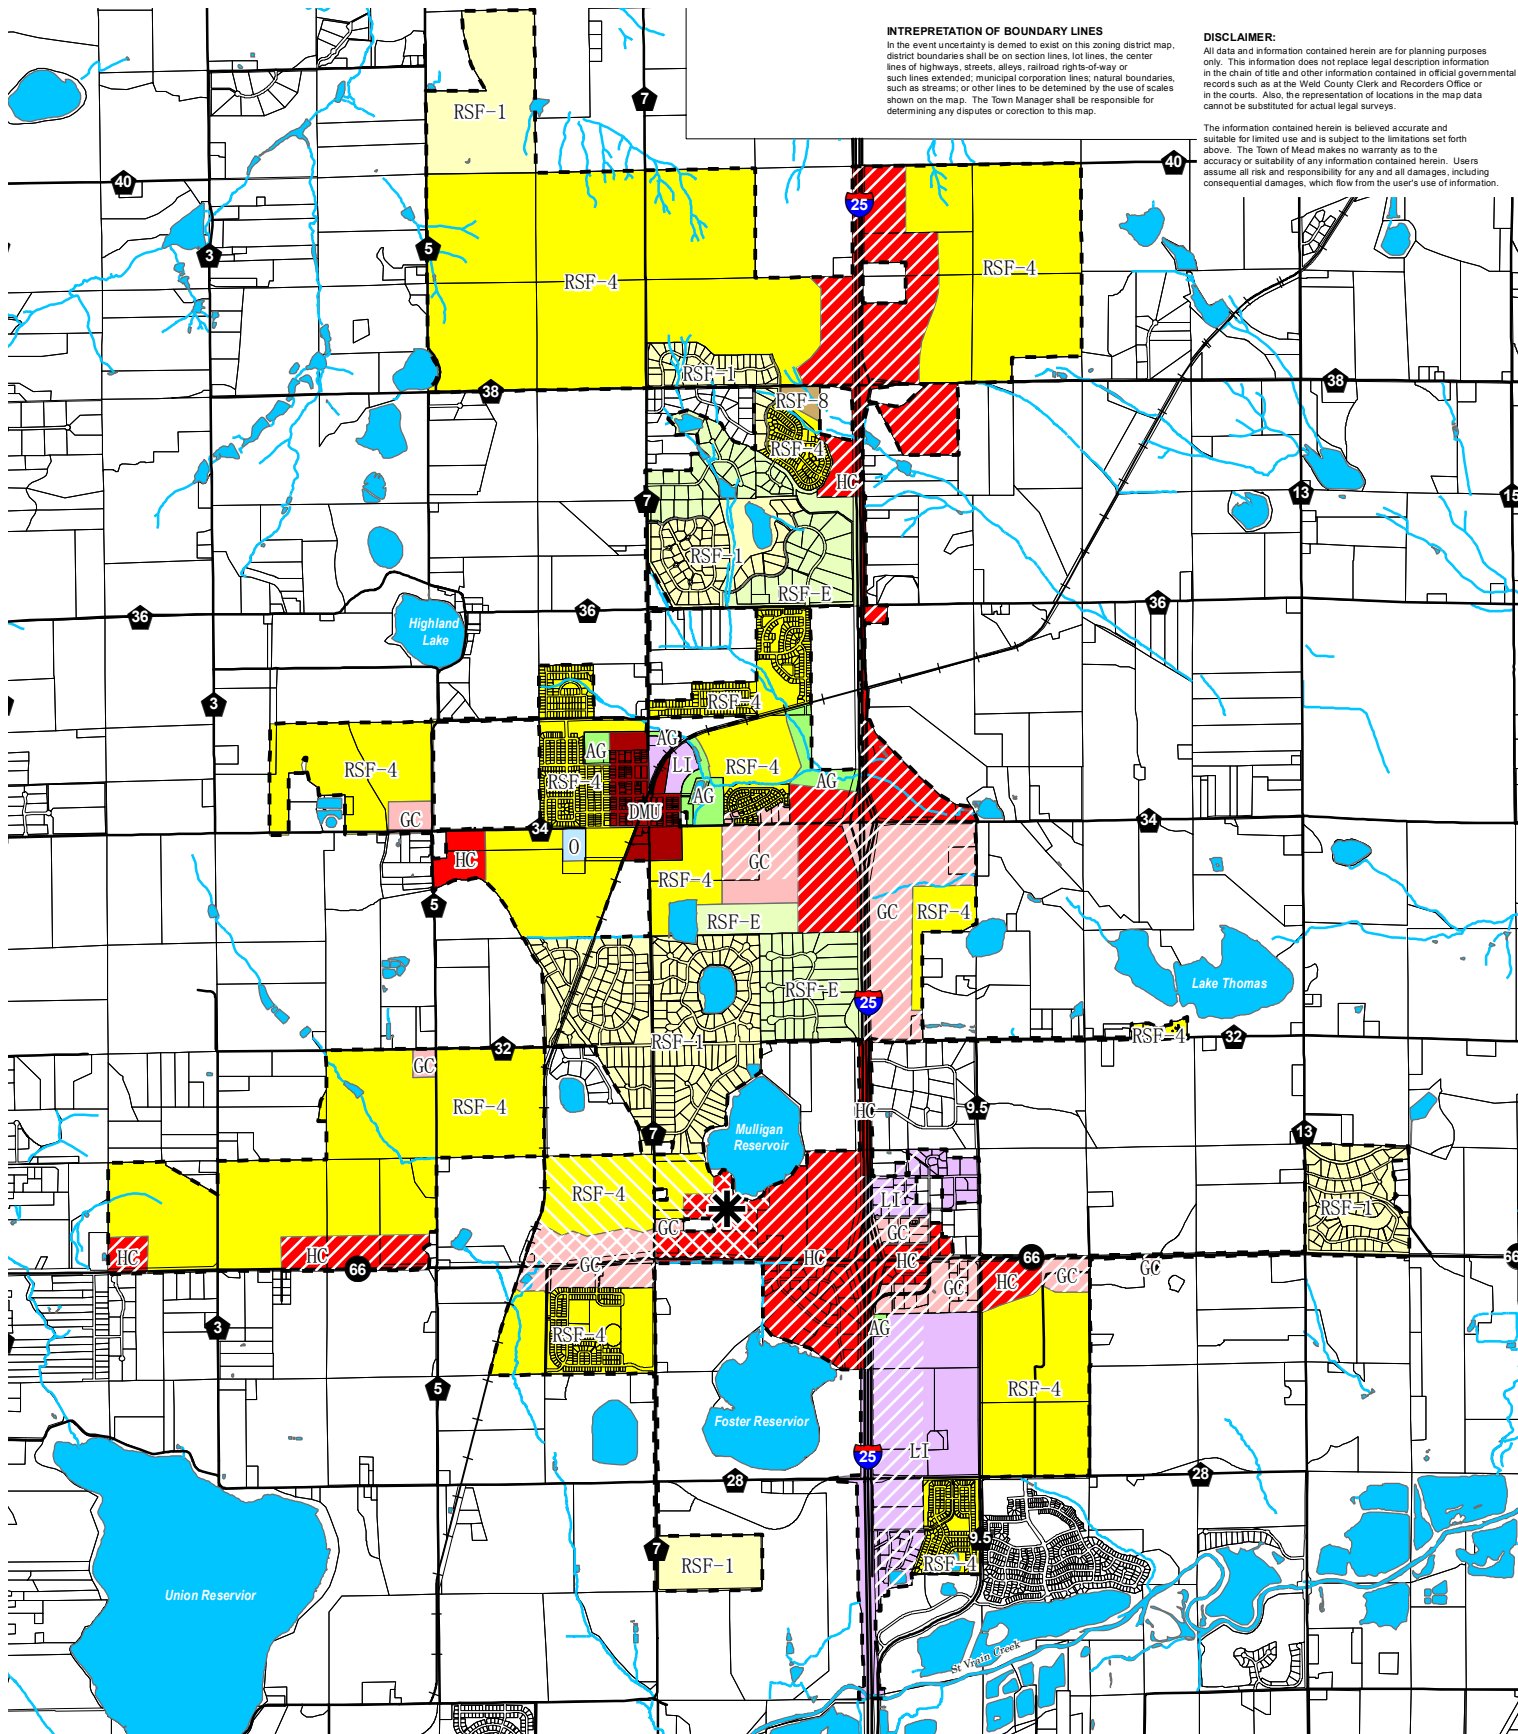 INTREPRETATION OF BOUNDARY LINES
In the event uncertainty is demed to exist on this zoning district map,
district boundaries shall be on section lines, lot lines, the center
lines of highways, streets, alleys, railroad rights-of-way or
such lines extended; municipal corporation lines; natural boundaries,
such as streams; or other lines to be detemined by the use of scales
shown on the map. The Town Manager shall be responsible for
determining any disputes or corection to this map.
DISCLAIMER:
All data and information contained herein are for planning purposes
only. This information does not replace legal description information
in the chain of title and other information contained in official governmental
records such as at the Weld County Clerk and Recorders Office or
in the courts. Also, the representation of locations in the map data
cannot be substituted for actual legal surveys.
The information contained herein is believed accurate and
suitable for limited use and is subject to the limitations set forth
above. The Town of Mead makes no warranty as to the
accuracy or suitability of any information contained herein. Users
assume all risk and responsibility for any and all damages, including
consequential damages, which flow from the user's use of information.
7
RSF-1
40
40
25
3
5
RSF-4
RSF-4
RSF-1
38
38
RSF-8
RSF-4
HC
7
13
15
RSF-1
RSF-E
36
36
36
Highland
Lake
3
RSF-4
AG
AG
RSF-4
LI
RSF-4
RSF-4
AG
AG
GC
DMU
34
34
O
HC
GC
RSF-4
5
GC
RSF-4
RSF-E
Lake Thomas
RSF-E
25
RSF-4
32
RSF-1
32
GC
RSF-4
HC
9.5
7
13
Mulligan
Reservoir
RSF-4
LI
RSF-1
GC
GC
HC
HC
HC
HC
66
66
66
GC
GC
HC
GC
GC
3
RSF-4
AG
5
RSF-4
Foster Reservior
LI
25
28
28
9.5
7
RSF-1
RSF-4
Union Reservior
St Vrain Creek